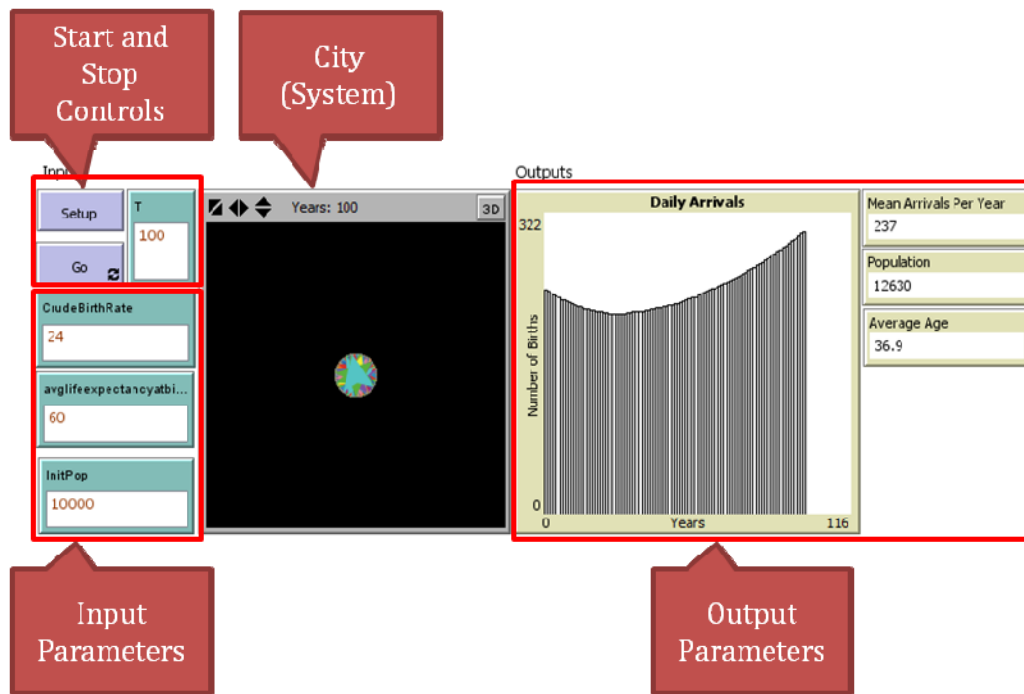 Start and
Stop
Controls
City
(System)
Outputs
Setup
T
100
Go
Years: 100
3D
CrudeBirthRate
24
avglifeexpectancyatbi...
60
InitPop
10000
Daily Arrivals
322
Number of Births
0
0
Years
116
Mean Arrivals Per Year
237
Population
12630
Average Age
36.9
Input
Parameters
Output
Parameters